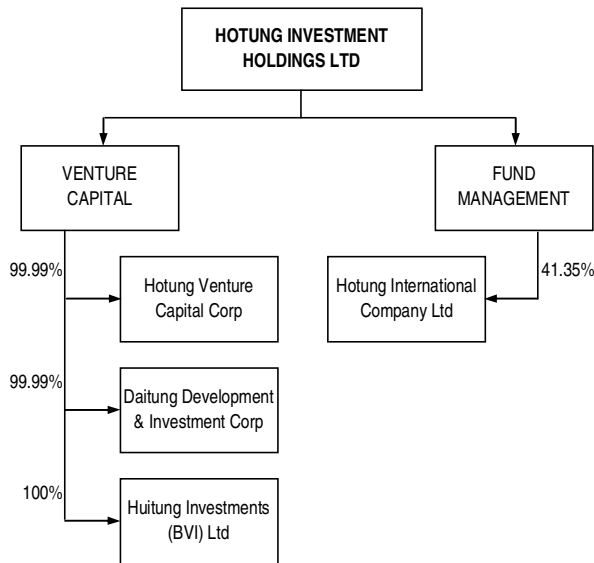 HOTUNG INVESTMENT
HOLDINGS LTD
VENTURE
CAPITAL
FUND
MANAGEMENT
99.99%
Hotung Venture
Capital Corp
Hotung International
Company Ltd
41.35%
99.99%
Daitung Development
& Investment Corp
100%
Huitung Investments
(BVI) Ltd